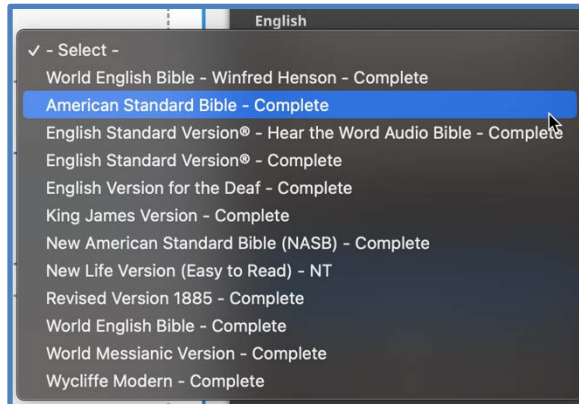 English
✓ - Select -
World English Bible - Winfred Henson - Complete
American Standard Bible - Complete
English Standard Version® - Hear the Word Audio Bible - Complete
English Standard Version® - Complete
English Version for the Deaf - Complete
King James Version - Complete
New American Standard Bible (NASB) - Complete
New Life Version (Easy to Read) - NT
Revised Version 1885 - Complete
World English Bible - Complete
World Messianic Version - Complete
Wycliffe Modern - Complete